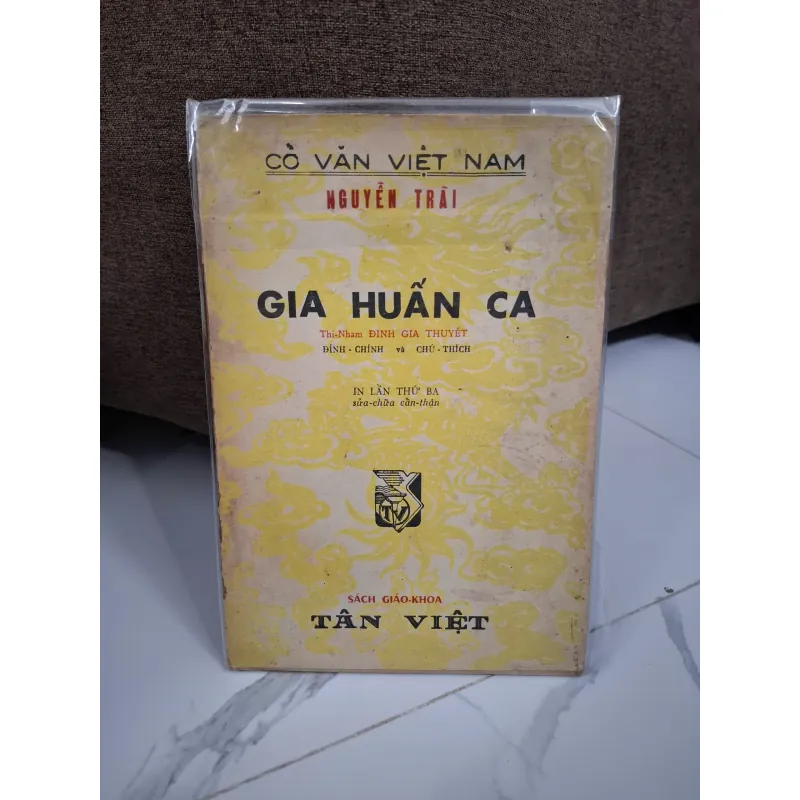 CỔ VĂN VIỆT NAM
NGUYỄN TRÃI
GIA HUẤN CA
Thi-Nham ĐINH GIA THUYẾT
ĐÍNH - CHÍNH và CHÚ - THÍCH
IN LẦN THỨ BA
sửa-chữa cẩn-thận
TV
SÁCH GIÁO-KHOA
TÂN VIỆT